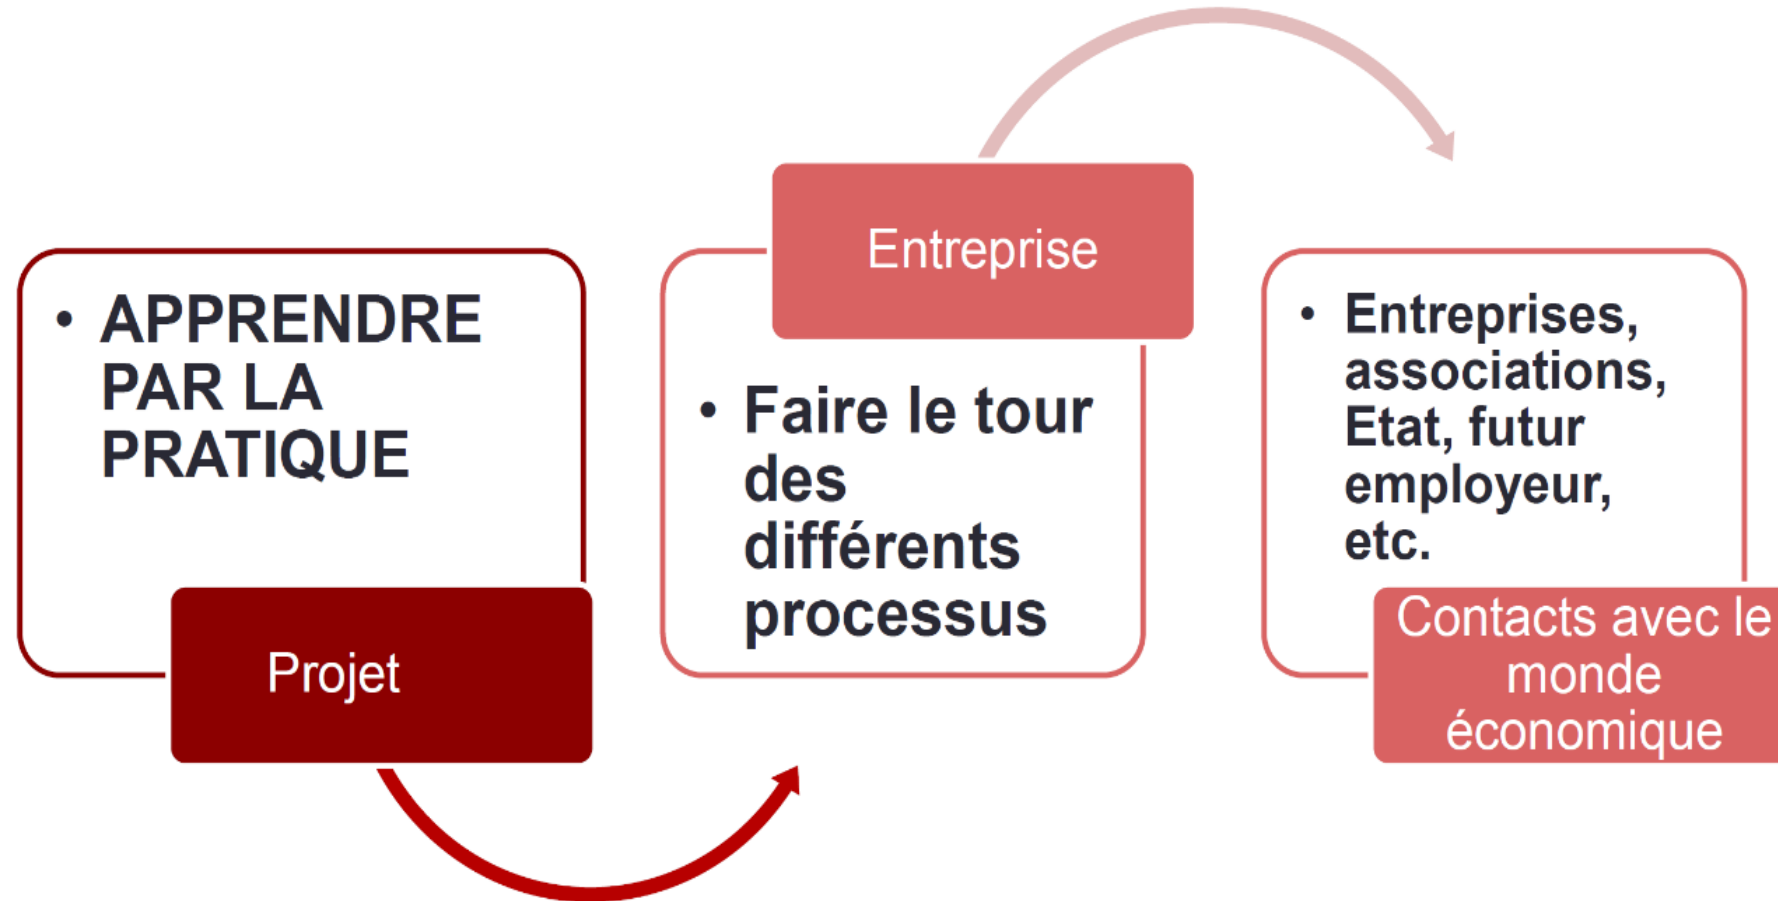 • APPRENDRE
PAR LA
PRATIQUE
Projet
Entreprise
• Faire le tour
des
différents
processus
• Entreprises,
associations,
Etat, futur
employeur,
etc.
Contacts avec le
monde
économique